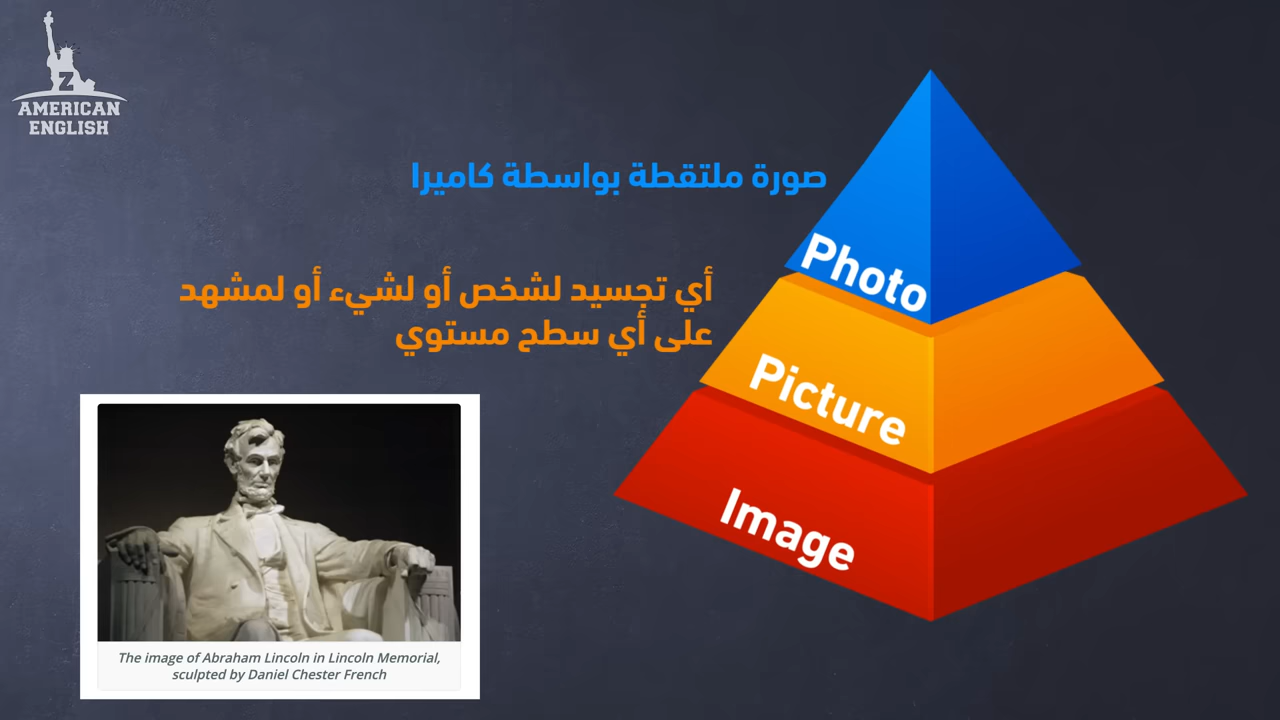 Z
AMERICAN
ENGLISH
صورة ملتقطة بواسطة كاميرا
Photo
أي تجسيد لشخص أو لشيء أو لمشهد
على أي سطح مستوي
Picture
Image
The image of Abraham Lincoln in Lincoln Memorial,
sculpted by Daniel Chester French